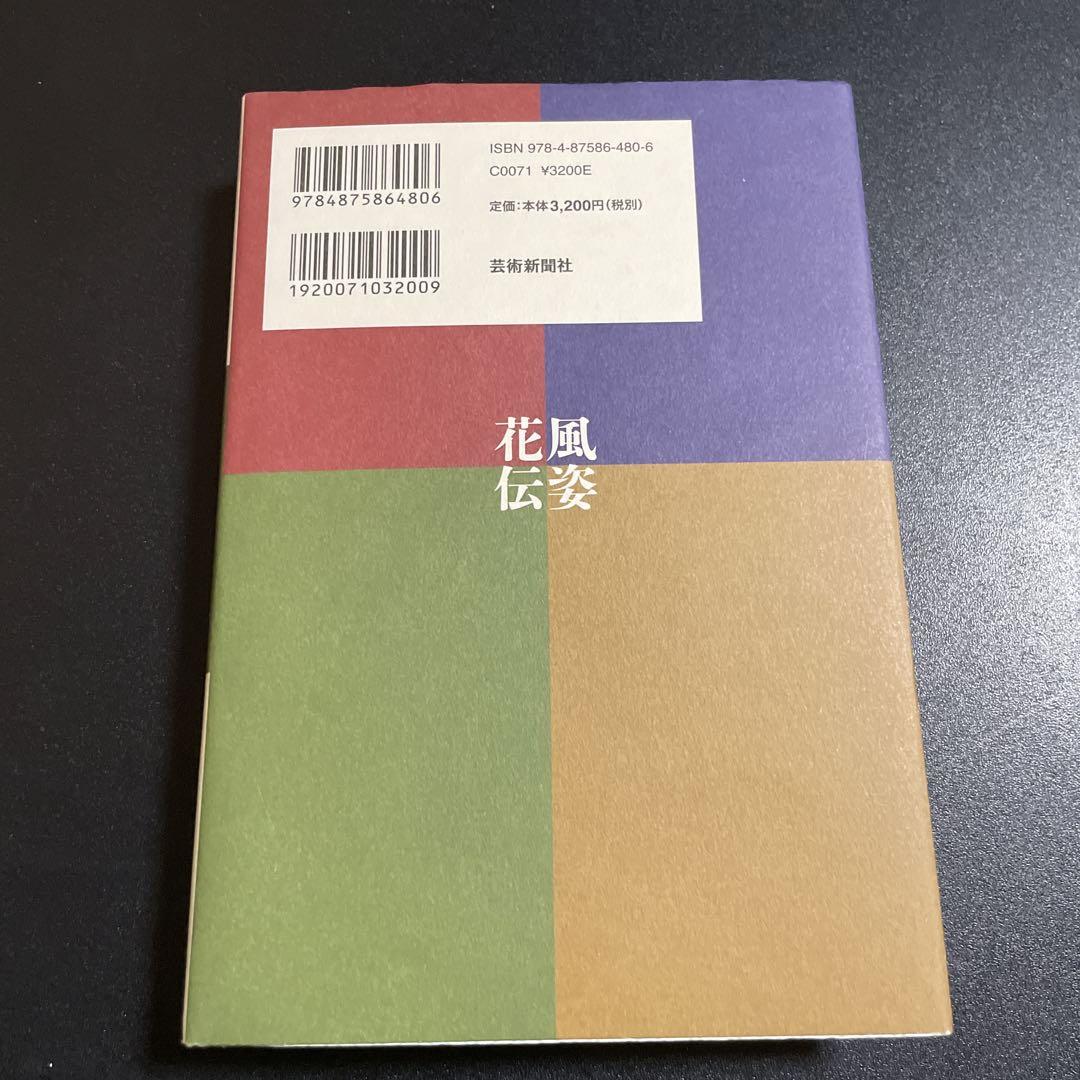 9784875864806
1920071032009
ISBN 978-4-87586-480-6
C0071 ¥3200E
定価:本体3,200円(税別)
芸術新聞社
風姿
花伝